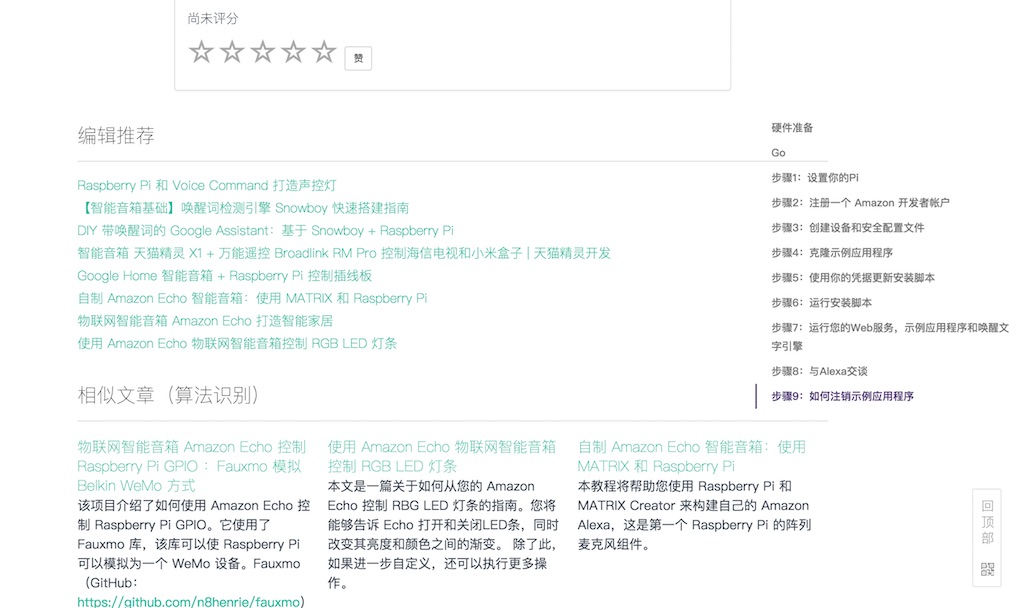 尚未评分
赞
编辑推荐
Raspberry Pi 和 Voice Command 打造声控灯
【智能音箱基础】唤醒词检测引擎 Snowboy 快速搭建指南
DIY 带唤醒词的 Google Assistant：基于 Snowboy + Raspberry Pi
智能音箱 天猫精灵 X1 + 万能遥控 Broadlink RM Pro 控制海信电视和小米盒子 | 天猫精灵开发
Google Home 智能音箱 + Raspberry Pi 控制插线板
自制 Amazon Echo 智能音箱：使用 MATRIX 和 Raspberry Pi
物联网智能音箱 Amazon Echo 打造智能家居
使用 Amazon Echo 物联网智能音箱控制 RGB LED 灯条
相似文章（算法识别）
物联网智能音箱 Amazon Echo 控制
Raspberry Pi GPIO ：Fauxmo 模拟
Belkin WeMo 方式
该项目介绍了如何使用 Amazon Echo 控
制 Raspberry Pi GPIO。它使用了
Fauxmo 库，该库可以使 Raspberry Pi
可以模拟为一个 WeMo 设备。Fauxmo
（GitHub：
https://github.com/n8henrie/fauxmo)
使用 Amazon Echo 物联网智能音箱
控制 RGB LED 灯条
本文是一篇关于如何从您的 Amazon
Echo 控制 RBG LED 灯条的指南。您将
能够告诉 Echo 打开和关闭LED条，同时
改变其亮度和颜色之间的渐变。 除了此，
如果进一步自定义，还可以执行更多操
作。
自制 Amazon Echo 智能音箱：使用
MATRIX 和 Raspberry Pi
本教程将帮助您使用 Raspberry Pi 和
MATRIX Creator 来构建自己的 Amazon
Alexa，这是第一个 Raspberry Pi 的阵列
麦克风组件。
硬件准备
Go
步骤1：设置你的Pi
步骤2：注册一个 Amazon 开发者帐户
步骤3：创建设备和安全配置文件
步骤4：克隆示例应用程序
步骤5：使用你的凭据更新安装脚本
步骤6：运行安装脚本
步骤7：运行您的Web服务，示例应用程序和唤醒文
字引擎
步骤8：与Alexa交谈
步骤9：如何注销示例应用程序
回
顶
部